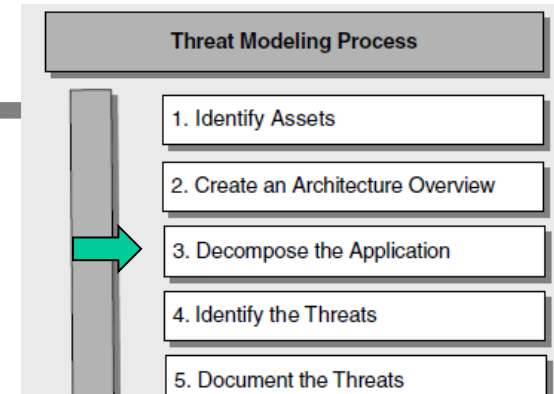 Threat Modeling Process
1. Identify Assets
2. Create an Architecture Overview
3. Decompose the Application
4. Identify the Threats
5. Document the Threats